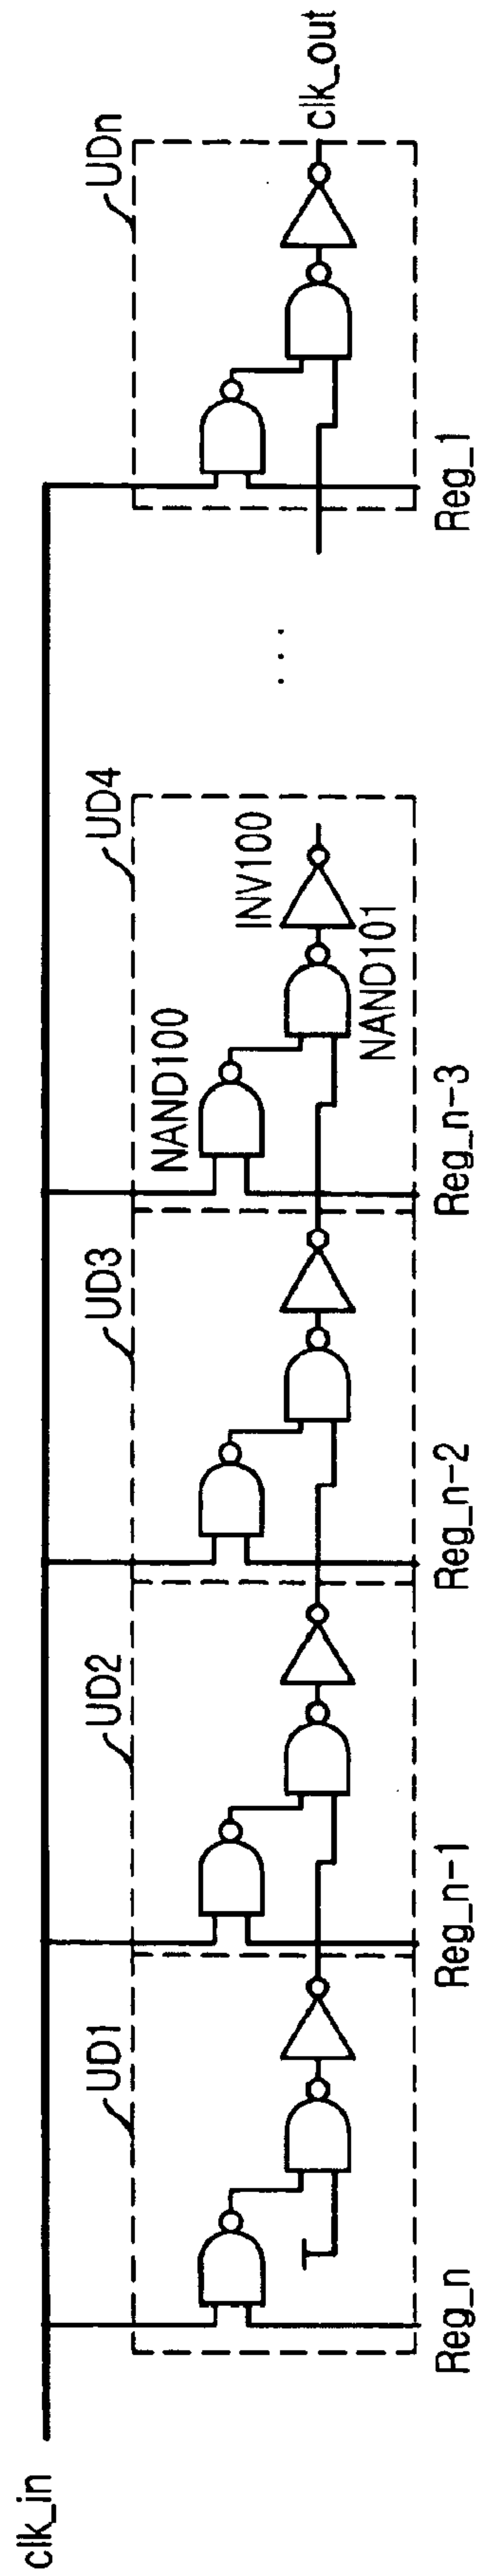 clk_in
UD1
UD2
UD3
UD4
UDn
NAND100
INV100
NAND101
...
clk_out
Reg_n
Reg_n-1
Reg_n-2
Reg_n-3
Reg_1